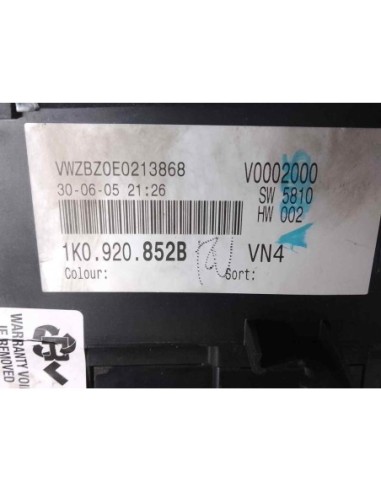 VWZBZ0E0213868
V0002000
30-06-05 21:26
SW 5810
HW 002
1K0.920.852B
VN4
Colour:
Sort:
WARRANTY VOID
IF REMOVED